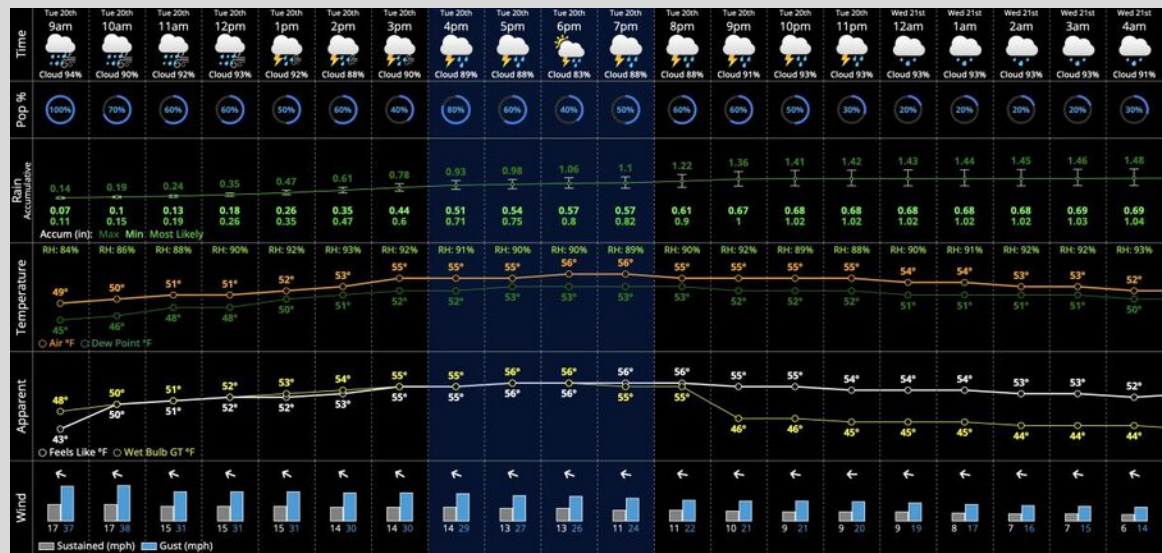 Tue 20th Tue 20th Tue 20th Tue 20th Tue 20th Tue 20th Tue 20th Tue 20th Tue 20th Tue 20th Tue 20th Tue 20th Tue 20th Tue 20th Tue 20th Wed 21st Wed 21st Wed 21st Wed 21st Wed 21st
9am 10am 11am 12pm 1pm 2pm 3pm 4pm 5pm 6pm 7pm 8pm 9pm 10pm 11pm 12am 1am 2am 3am 4am
Time
Cloud 94% Cloud 90% Cloud 92% Cloud 93% Cloud 92% Cloud 88% Cloud 90% Cloud 89% Cloud 88% Cloud 83% Cloud 88% Cloud 88% Cloud 91% Cloud 93% Cloud 93% Cloud 93% Cloud 93% Cloud 93% Cloud 93% Cloud 91%
Pop %
100% 70% 60% 60% 50% 60% 40% 80% 60% 40% 50% 60% 60% 50% 30% 20% 20% 20% 20% 30%
Rain
Accumulative
0.14 0.19 0.24 0.35 0.47 0.61 0.78 0.93 0.98 1.06 1.1 1.22 1.36 1.41 1.42 1.43 1.44 1.45 1.46 1.48
0.07 0.1 0.13 0.18 0.26 0.35 0.44 0.51 0.54 0.57 0.57 0.61 0.67 0.68 0.68 0.68 0.68 0.68 0.69 0.69
0.11 0.15 0.19 0.26 0.35 0.47 0.6 0.71 0.75 0.8 0.82 0.9 1 1.02 1.02 1.02 1.02 1.02 1.03 1.04
Accum (in): Max Min Most Likely
RH: 84% RH: 86% RH: 88% RH: 90% RH: 92% RH: 93% RH: 92% RH: 91% RH: 90% RH: 90% RH: 89% RH: 90% RH: 92% RH: 89% RH: 88% RH: 90% RH: 91% RH: 92% RH: 92% RH: 93%
Temperature
49° 50° 51° 51° 52° 53° 55° 55° 55° 56° 56° 55° 55° 55° 55° 54° 54° 53° 53° 52°
45° 46° 48° 48° 50° 51° 52° 52° 53° 53° 53° 53° 52° 52° 52° 51° 51° 51° 51° 50°
Air °F Dew Point °F
Apparent
48° 50° 51° 52° 53° 54° 55° 55° 56° 56° 56° 56° 55° 55° 54° 54° 54° 53° 53° 52°
43° 50° 51° 52° 52° 53° 55° 55° 56° 56° 55° 55° 46° 46° 45° 45° 45° 44° 44° 44°
Feels Like °F Wet Bulb GT °F
Wind
17 37 17 38 15 31 15 31 15 31 14 30 14 30 14 29 13 27 13 26 11 24 11 22 10 21 9 21 9 20 9 19 8 17 7 16 7 15 6 14
Sustained (mph) Gust (mph)